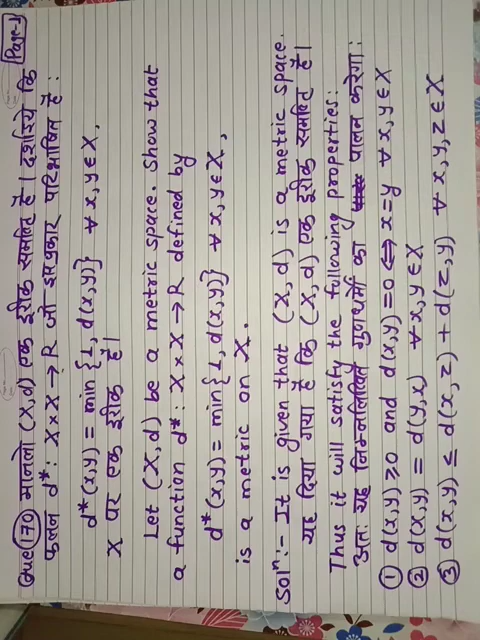 Que 170 मानलो (X,d) एक दूरीक समष्टि है। दर्शाइये कि Page-1
फलन d*: X×X→R जो इसप्रकार परिभाषित है:
d*(x,y) = min{1, d(x,y)} ∀ x,y∈X,
X पर एक दूरीक है।
Let (X,d) be a metric space. Show that
a function d*: X×X→R defined by
d*(x,y) = min{1, d(x,y)} ∀ x,y∈X,
is a metric on X.
Solⁿ:- It is given that (X,d) is a metric space.
यह दिया गया है कि (X,d) एक दूरीक समष्टि है।
Thus it will satisfy the following properties:
अतः यह निम्नलिखित गुणधर्मों का पालन करेगा:
① d(x,y)≥0 and d(x,y)=0 ⇔ x=y ∀ x,y∈X
② d(x,y) = d(y,x) ∀ x,y∈X
③ d(x,y) ≤ d(x,z) + d(z,y) ∀ x,y,z∈X